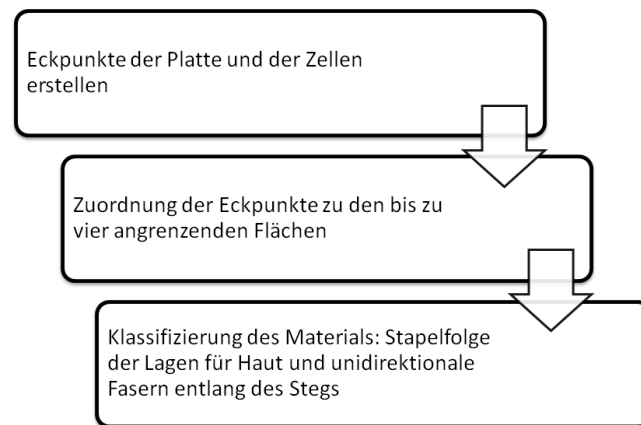 Eckpunkte der Platte und der Zellen
erstellen
Zuordnung der Eckpunkte zu den bis zu
vier angrenzenden Flächen
Klassifizierung des Materials: Stapelfolge
der Lagen für Haut und unidirektionale
Fasern entlang des Stegs